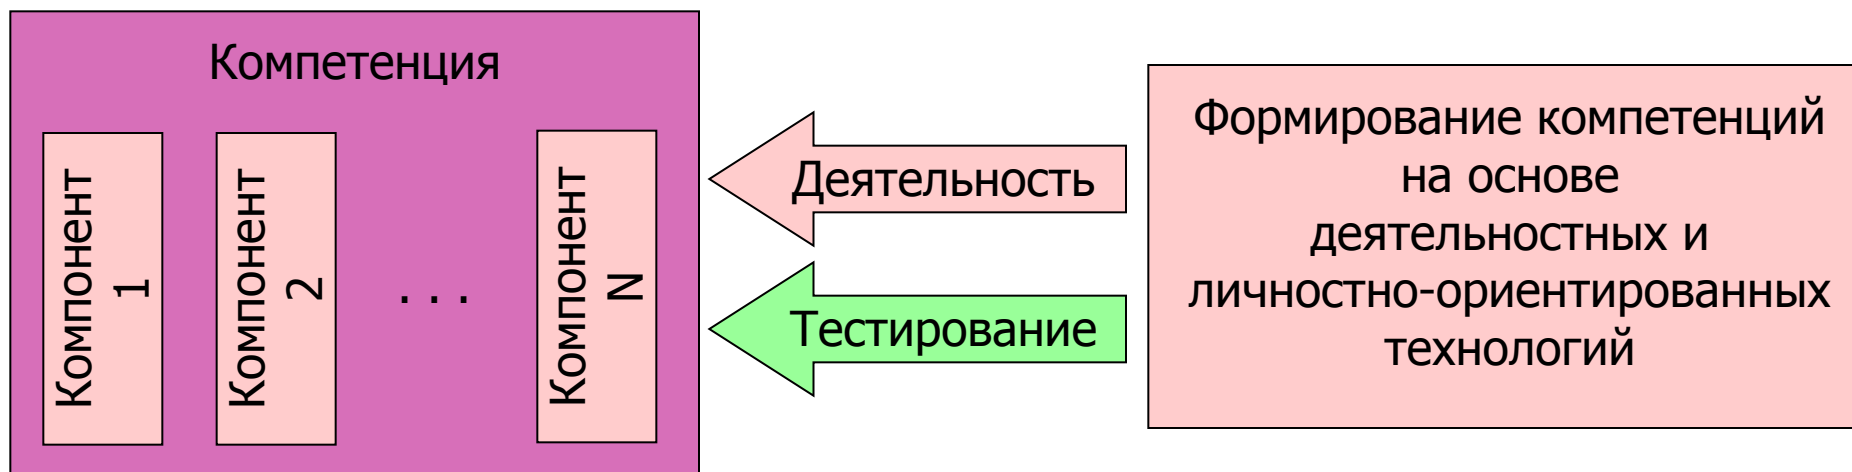 Компетенция
Компонент
1
Компонент
2
. . .
Компонент
N
Деятельность
Тестирование
Формирование компетенций
на основе
деятельностных и
личностно-ориентированных
технологий